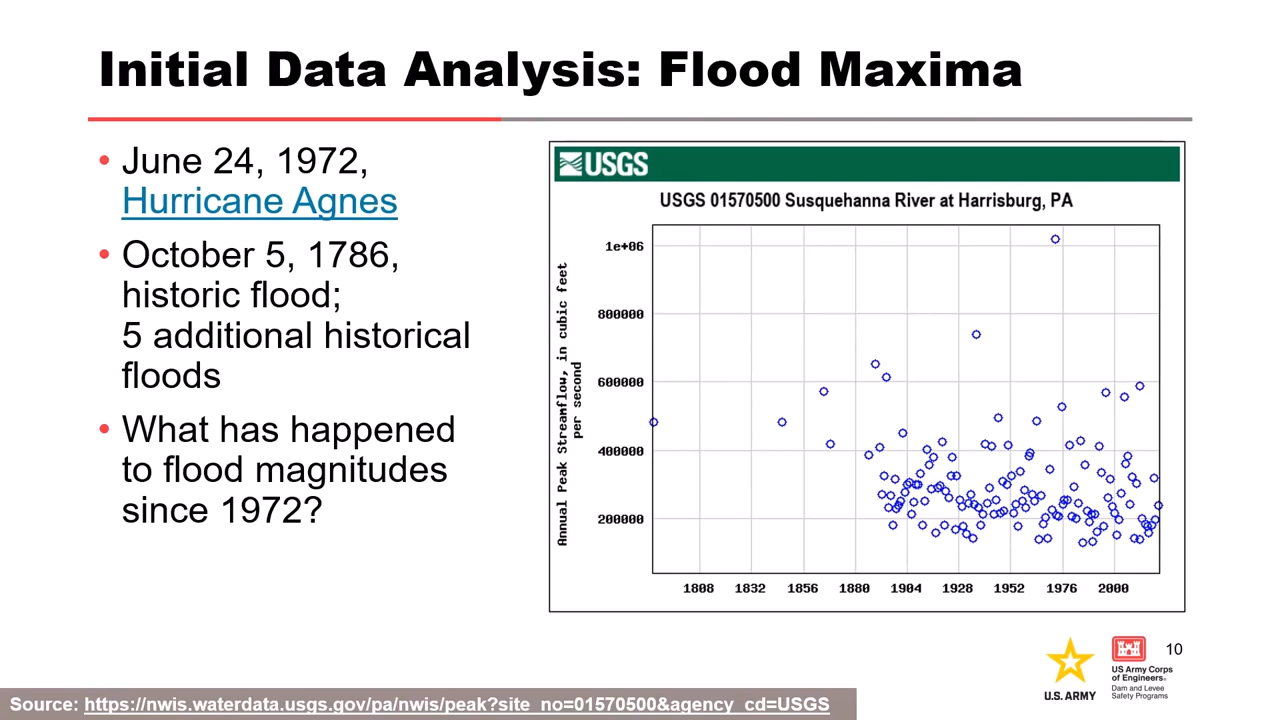 Initial Data Analysis: Flood Maxima
• June 24, 1972,
Hurricane Agnes
• October 5, 1786,
historic flood;
5 additional historical
floods
• What has happened
to flood magnitudes
since 1972?
USGS
USGS 01570500 Susquehanna River at Harrisburg, PA
Annual Peak Streamflow, in cubic feet
per second
1e+06
800000
600000
400000
200000
1808 1832 1856 1880 1904 1928 1952 1976 2000
10
U.S. ARMY
US Army Corps
of Engineers®
Dam and Levee
Safety Programs
Source: https://nwis.waterdata.usgs.gov/pa/nwis/peak?site_no=01570500&agency_cd=USGS